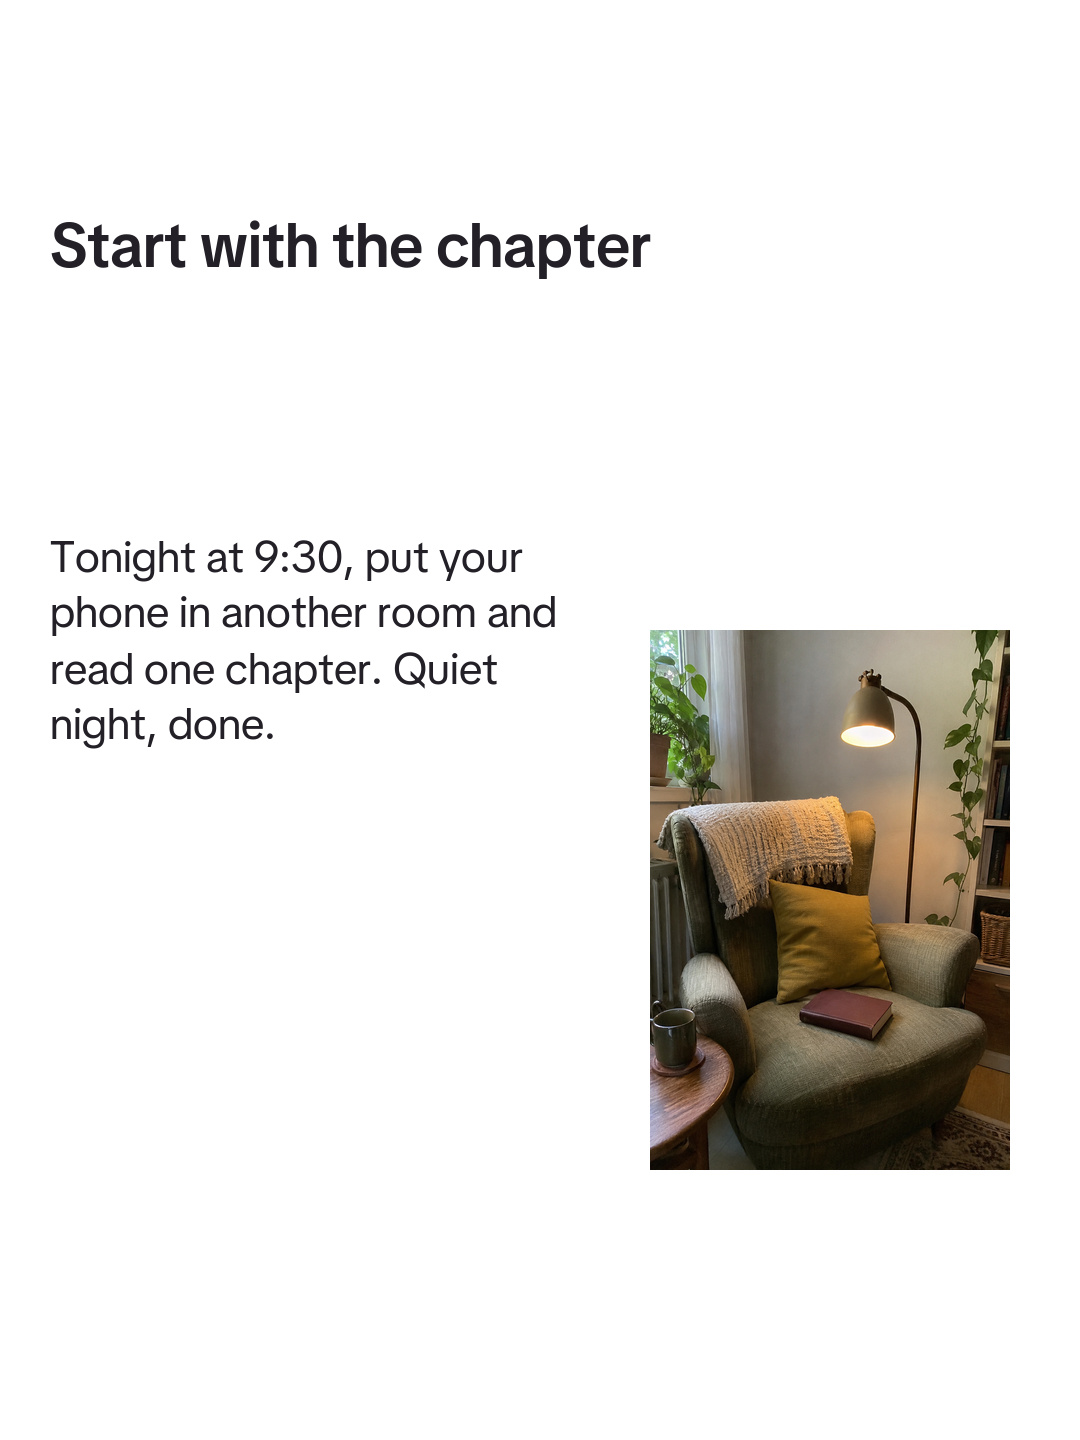 Start with the chapter
Tonight at 9:30, put your
phone in another room and
read one chapter. Quiet
night, done.